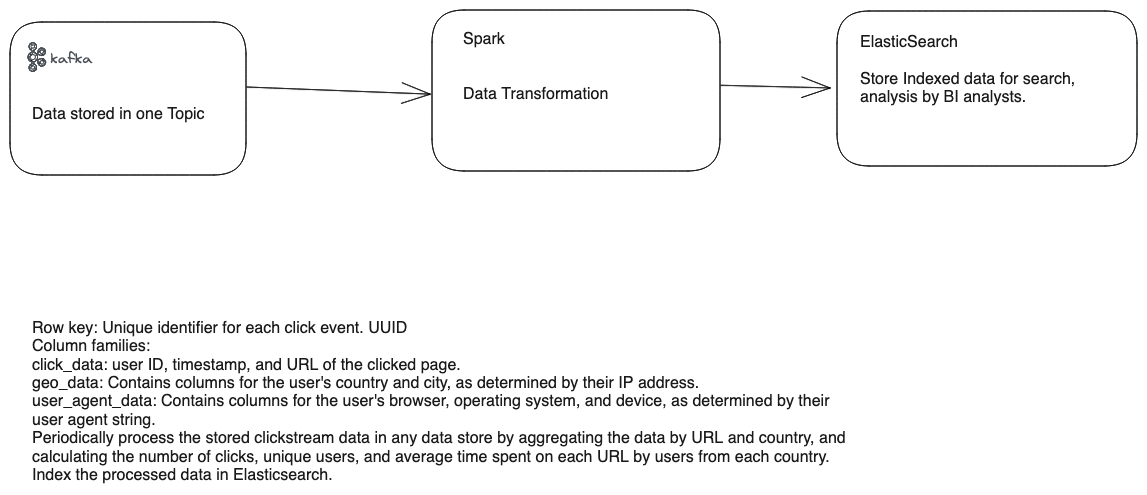 kafka
Data stored in one Topic
Spark
Data Transformation
ElasticSearch
Store Indexed data for search,
analysis by BI analysts.
Row key: Unique identifier for each click event. UUID
Column families:
click_data: user ID, timestamp, and URL of the clicked page.
geo_data: Contains columns for the user's country and city, as determined by their IP address.
user_agent_data: Contains columns for the user's browser, operating system, and device, as determined by their
user agent string.
Periodically process the stored clickstream data in any data store by aggregating the data by URL and country, and
calculating the number of clicks, unique users, and average time spent on each URL by users from each country.
Index the processed data in Elasticsearch.